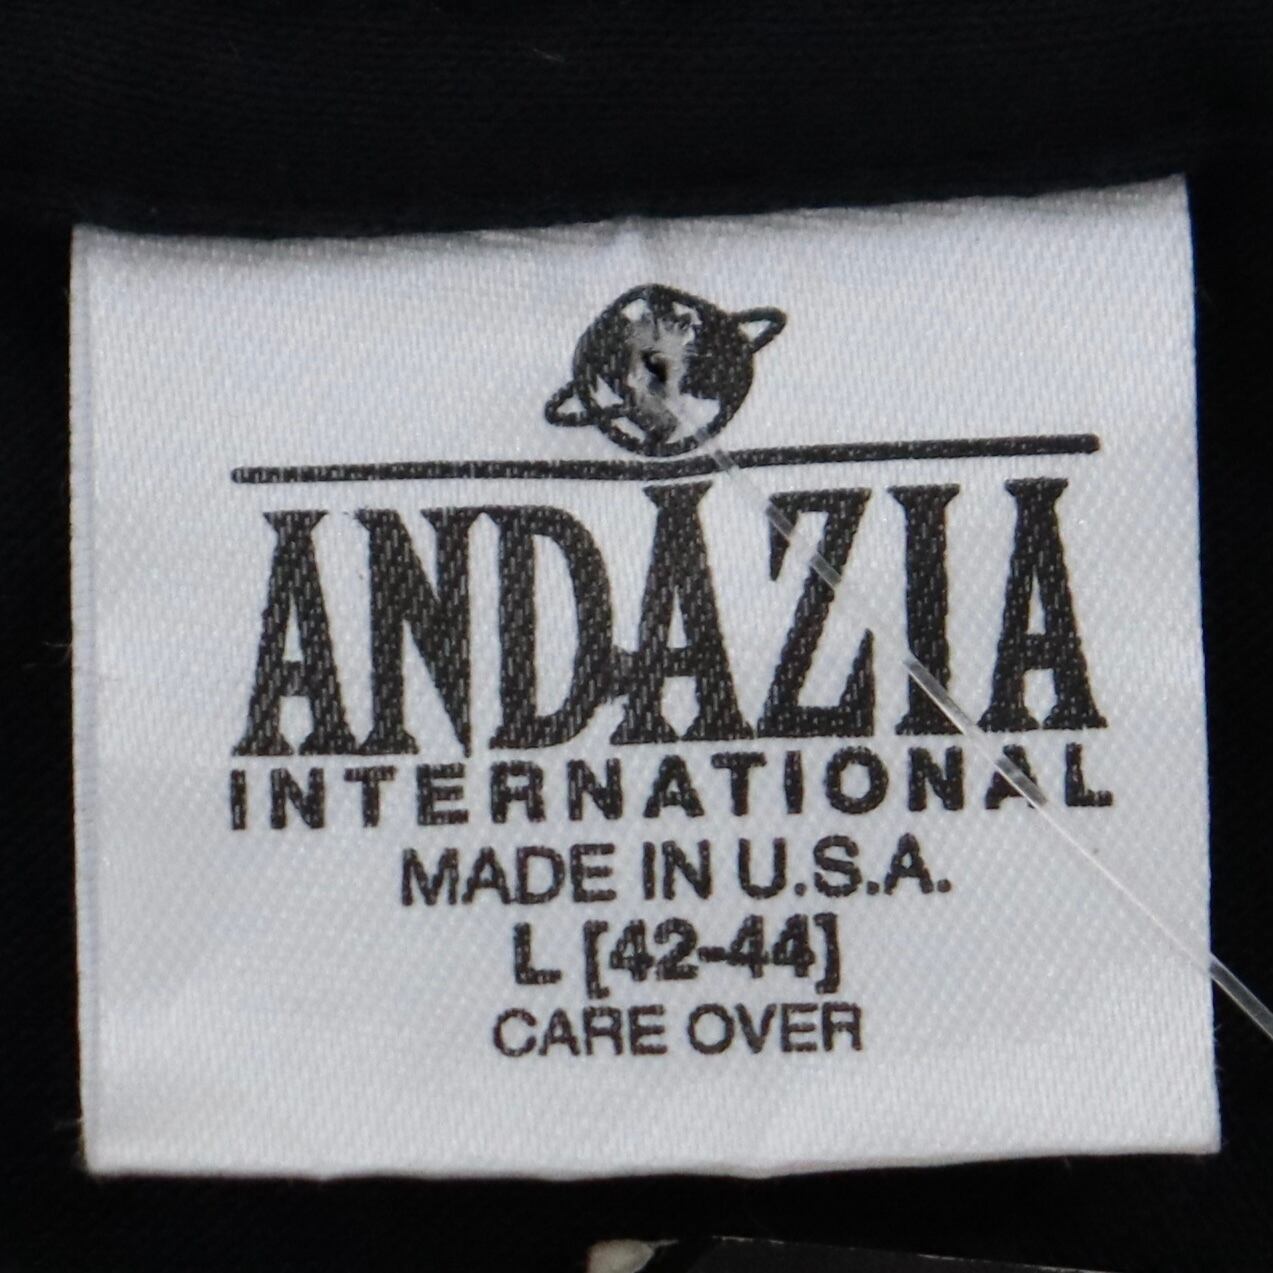 ANDAZIA
INTERNATIONAL
MADE IN U.S.A.
L [42-44]
CARE OVER